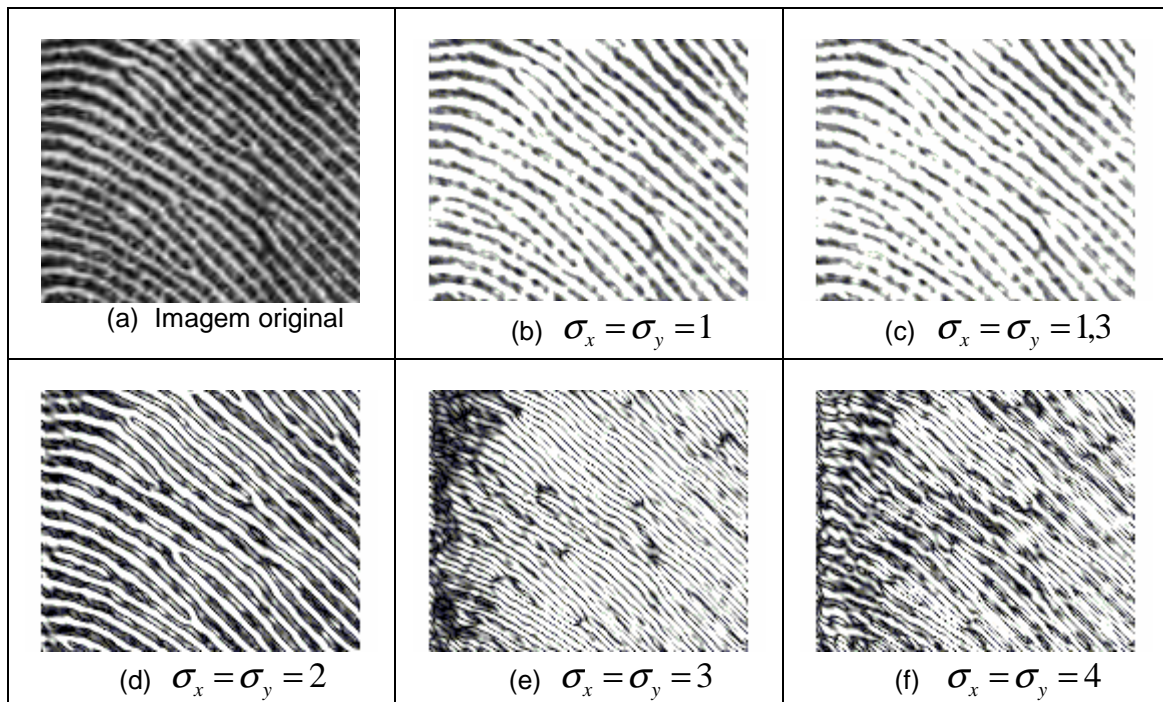 (a) Imagem original
(b) σx = σy = 1
(c) σx = σy = 1,3
(d) σx = σy = 2
(e) σx = σy = 3
(f) σx = σy = 4